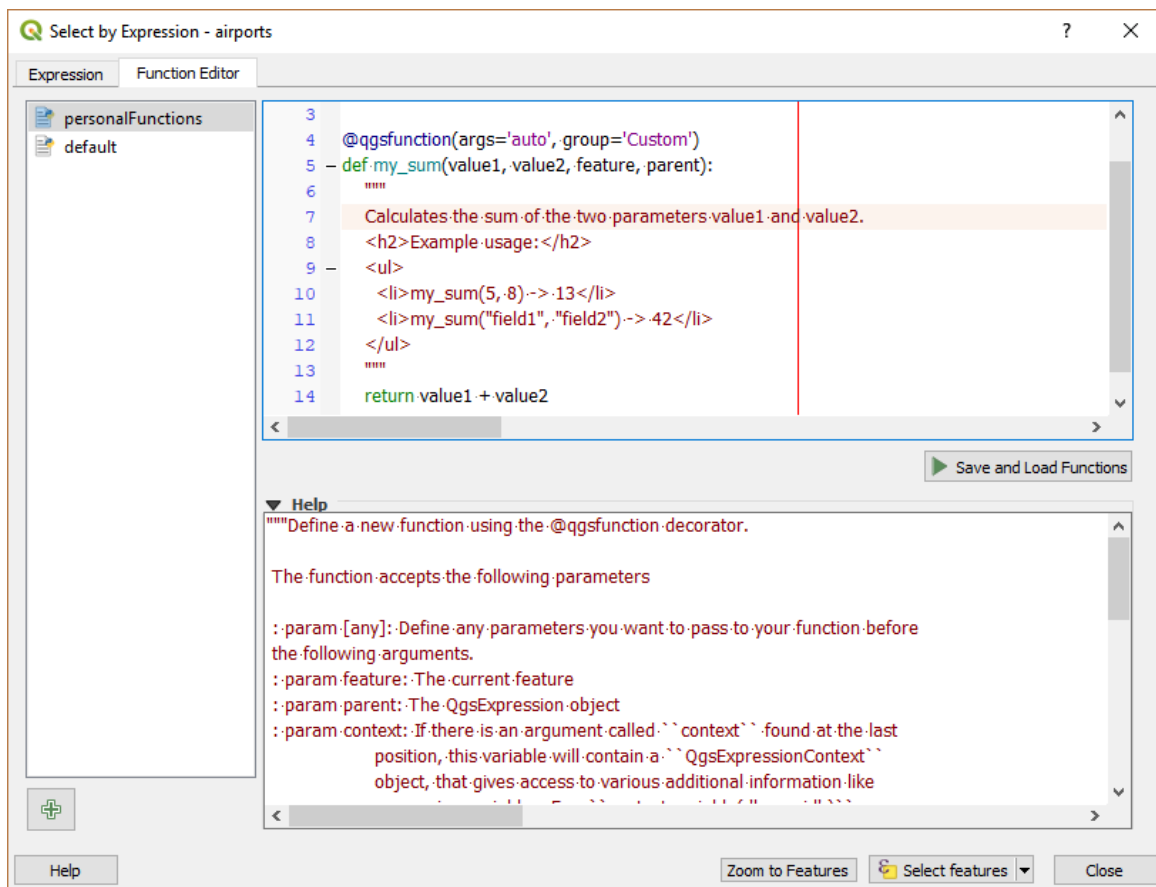 Select by Expression - airports
?
Expression
Function Editor
personalFunctions
default
3
4 @qgsfunction(args='auto', group='Custom')
5 def my_sum(value1, value2, feature, parent):
6 """
7 Calculates the sum of the two parameters value1 and value2.
8 <h2>Example usage:</h2>
9 <ul>
10 <li>my_sum(5, 8) -> 13</li>
11 <li>my_sum("field1", "field2") -> 42</li>
12 </ul>
13 """
14 return value1 + value2
Save and Load Functions
Help
"""Define a new function using the @qgsfunction decorator.
The function accepts the following parameters
: param [any]: Define any parameters you want to pass to your function before
the following arguments.
: param feature: The current feature
: param parent: The QgsExpression object
: param context: If there is an argument called ``context`` found at the last
position, this variable will contain a ``QgsExpressionContext``
object, that gives access to various additional information like
Help
Zoom to Features
Select features
Close